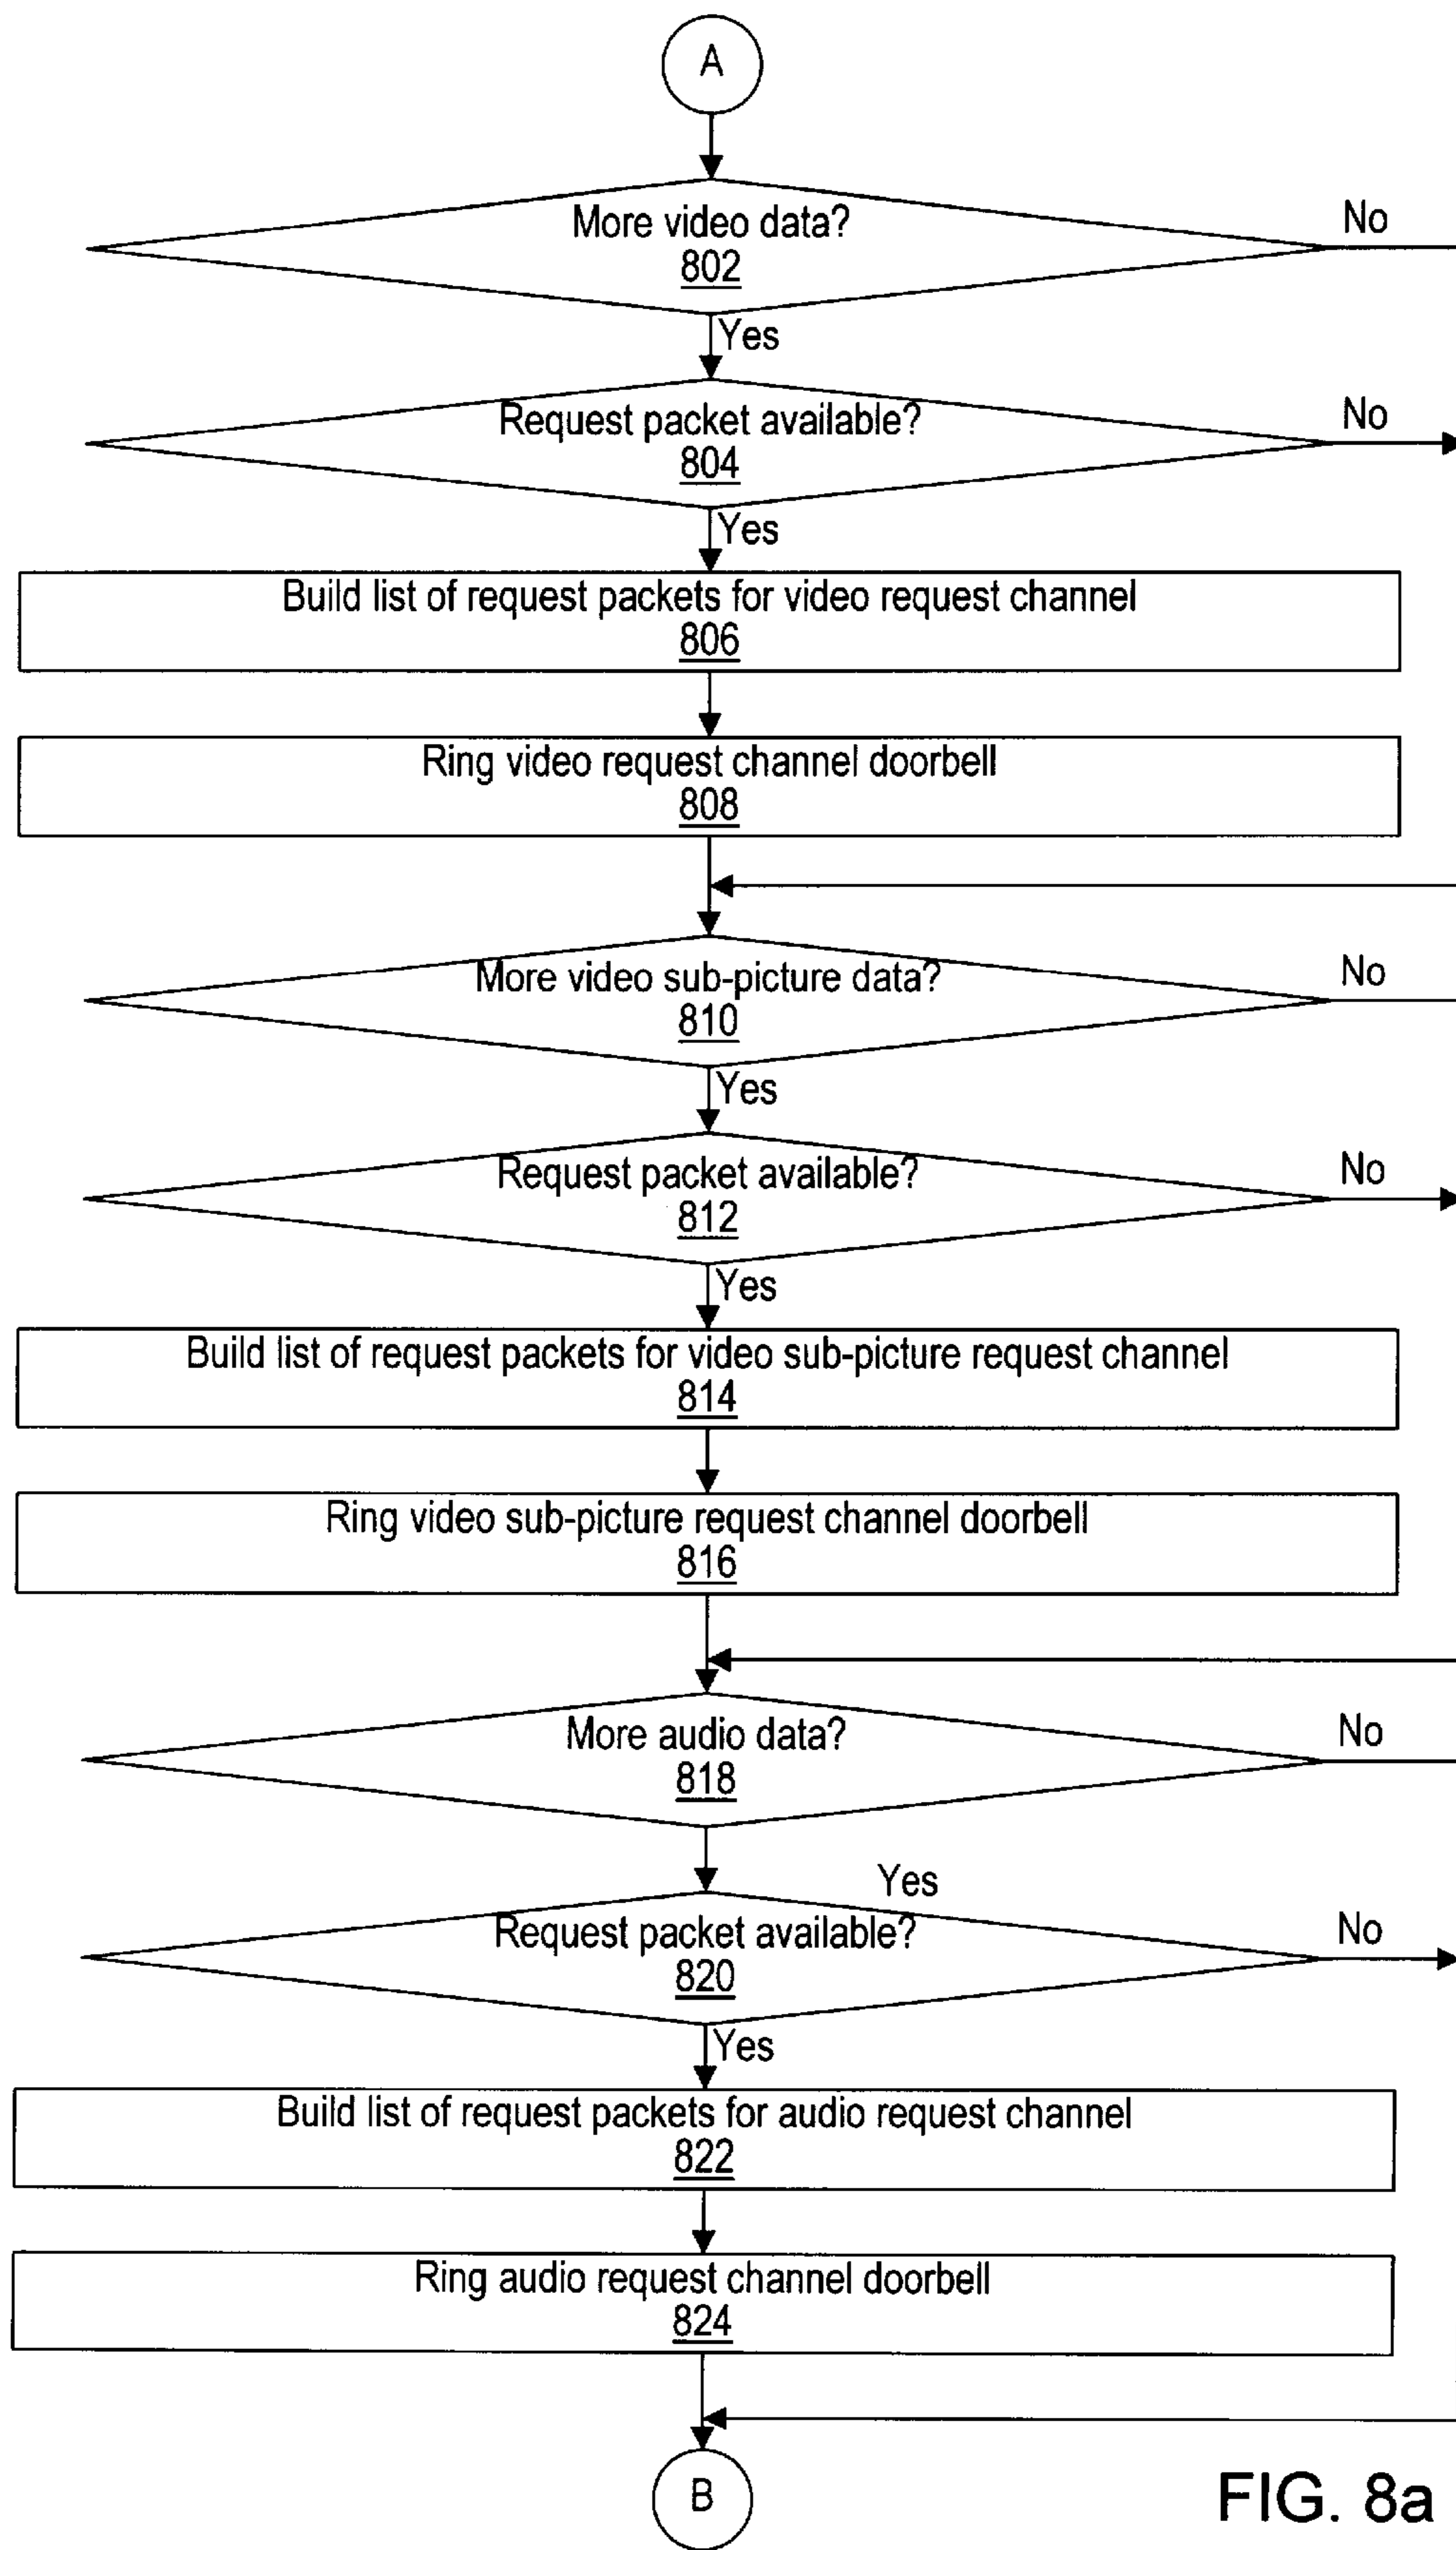 A
More video data?
No
802
Yes
Request packet available?
No
804
Yes
Build list of request packets for video request channel
806
Ring video request channel doorbell
808
More video sub-picture data?
No
810
Yes
Request packet available?
No
812
Yes
Build list of request packets for video sub-picture request channel
814
Ring video sub-picture request channel doorbell
816
More audio data?
No
818
Yes
Request packet available?
No
820
Yes
Build list of request packets for audio request channel
822
Ring audio request channel doorbell
824
B
FIG. 8a